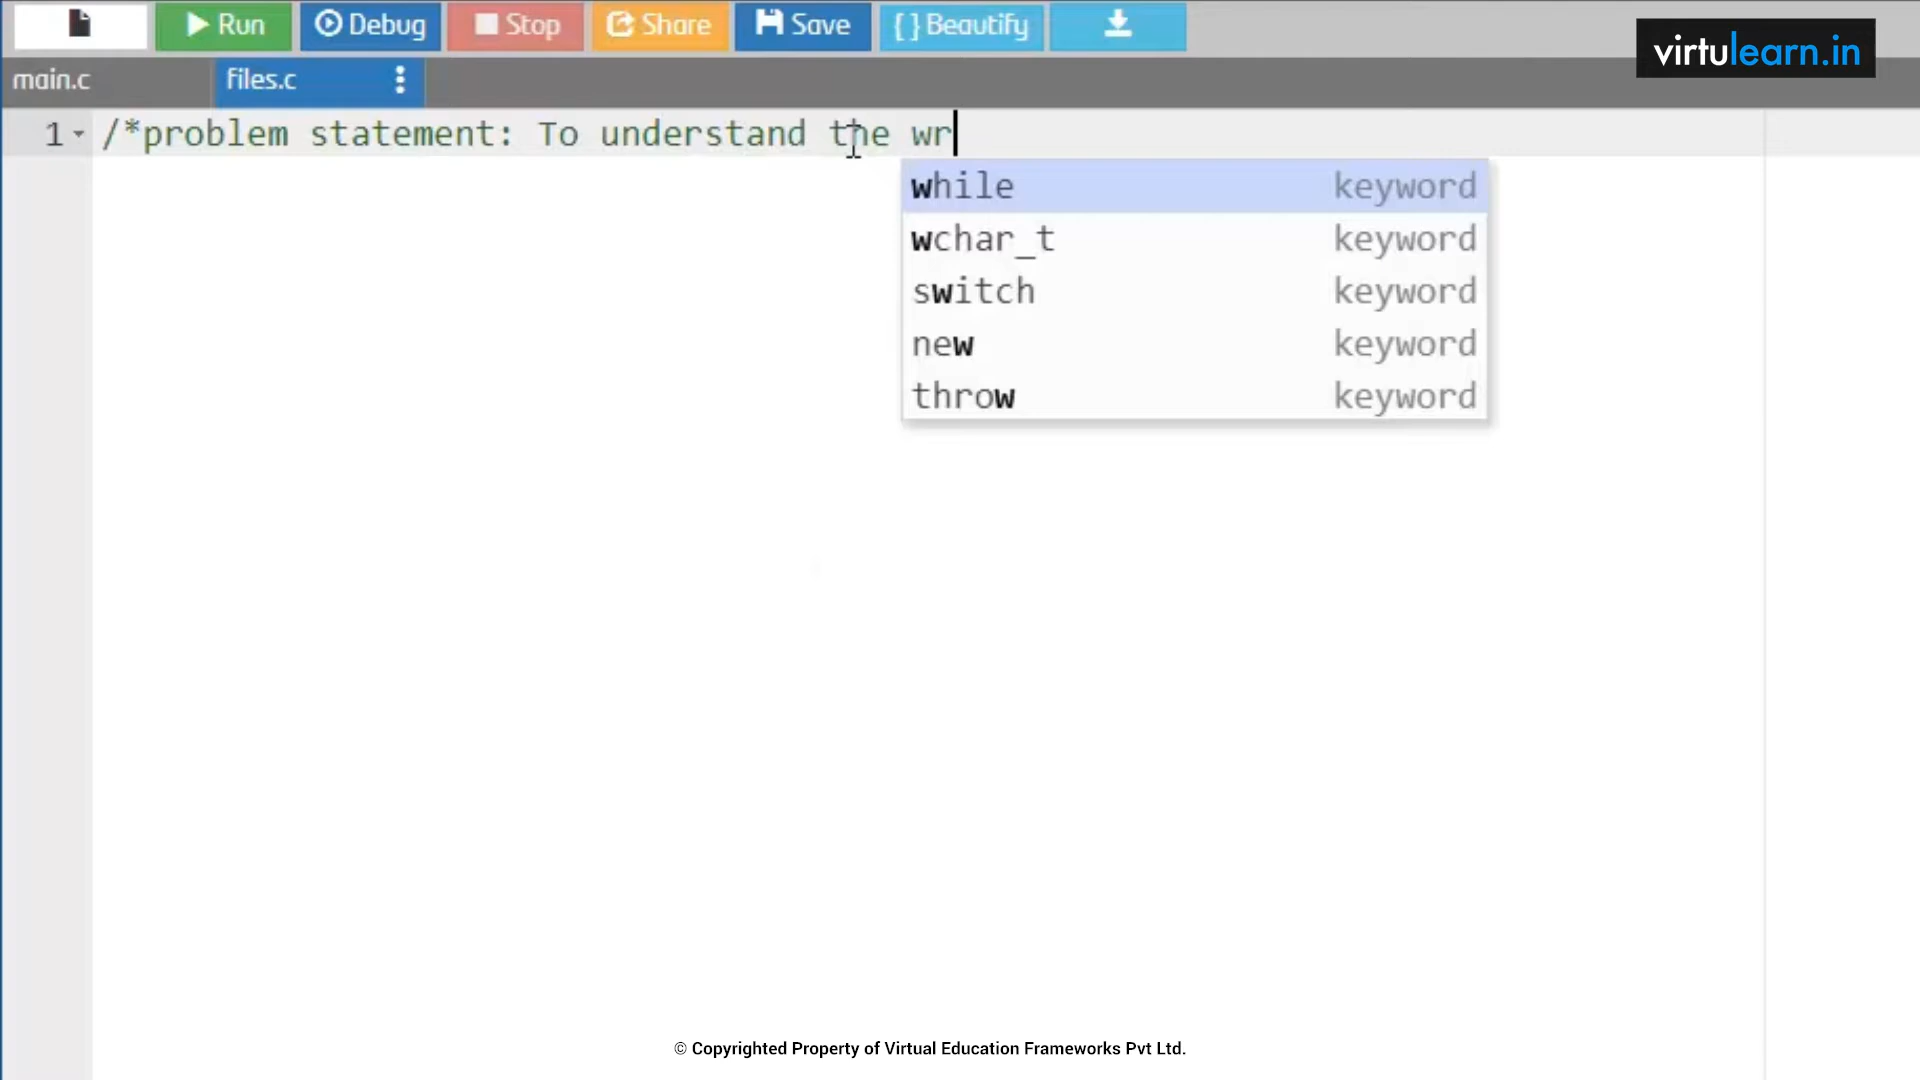 Run Debug Stop Share Save { } Beautify
virtulearn.in
main.c files.c
1 /*problem statement: To understand the wr
while keyword
wchar_t keyword
switch keyword
new keyword
throw keyword
© Copyrighted Property of Virtual Education Frameworks Pvt Ltd.